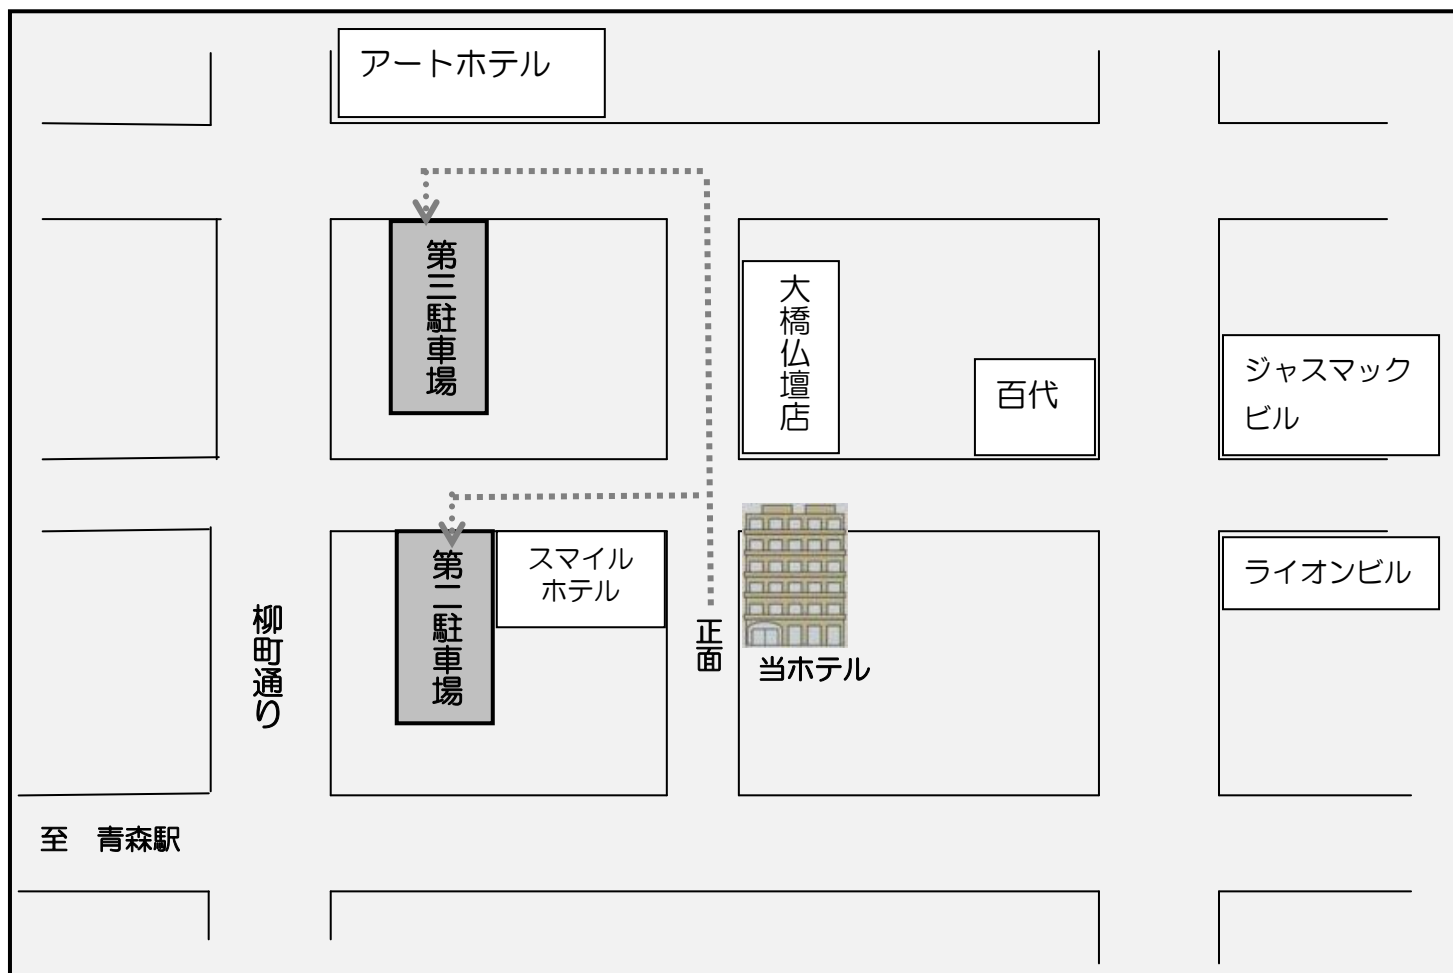 アートホテル
第三駐車場
大橋仏壇店
百代
ジャスマック
ビル
第二駐車場
スマイル
ホテル
正面
当ホテル
ライオンビル
柳町通り
至　青森駅